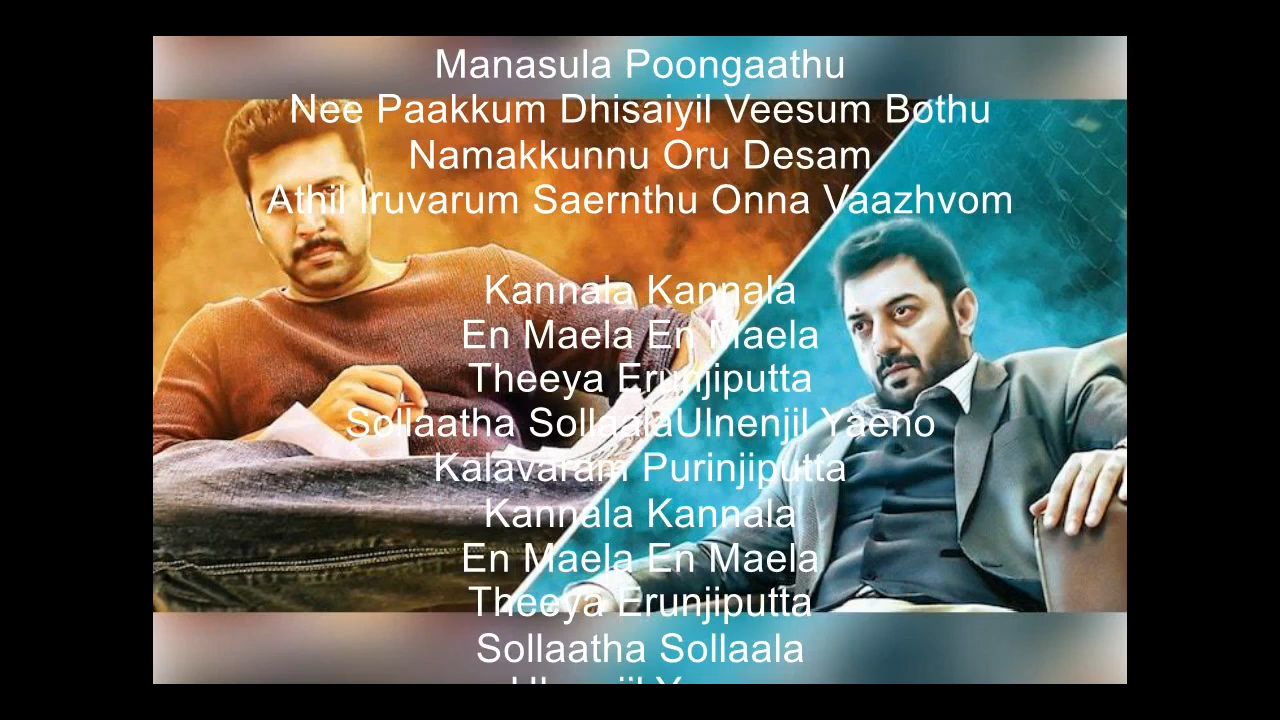 Manasula Poongaathu
Nee Paakkum Dhisaiyil Veesum Bothu
Namakkunnu Oru Desam
Athil Iruvarum Saernthu Onna Vaazhvom
Kannala Kannala
En Maela En Maela
Theeya Erunjiputta
Sollaatha SollaalaUlnenjil Yaeno
Kalavaram Purinjiputta
Kannala Kannala
En Maela En Maela
Theeya Erunjiputta
Sollaatha Sollaala